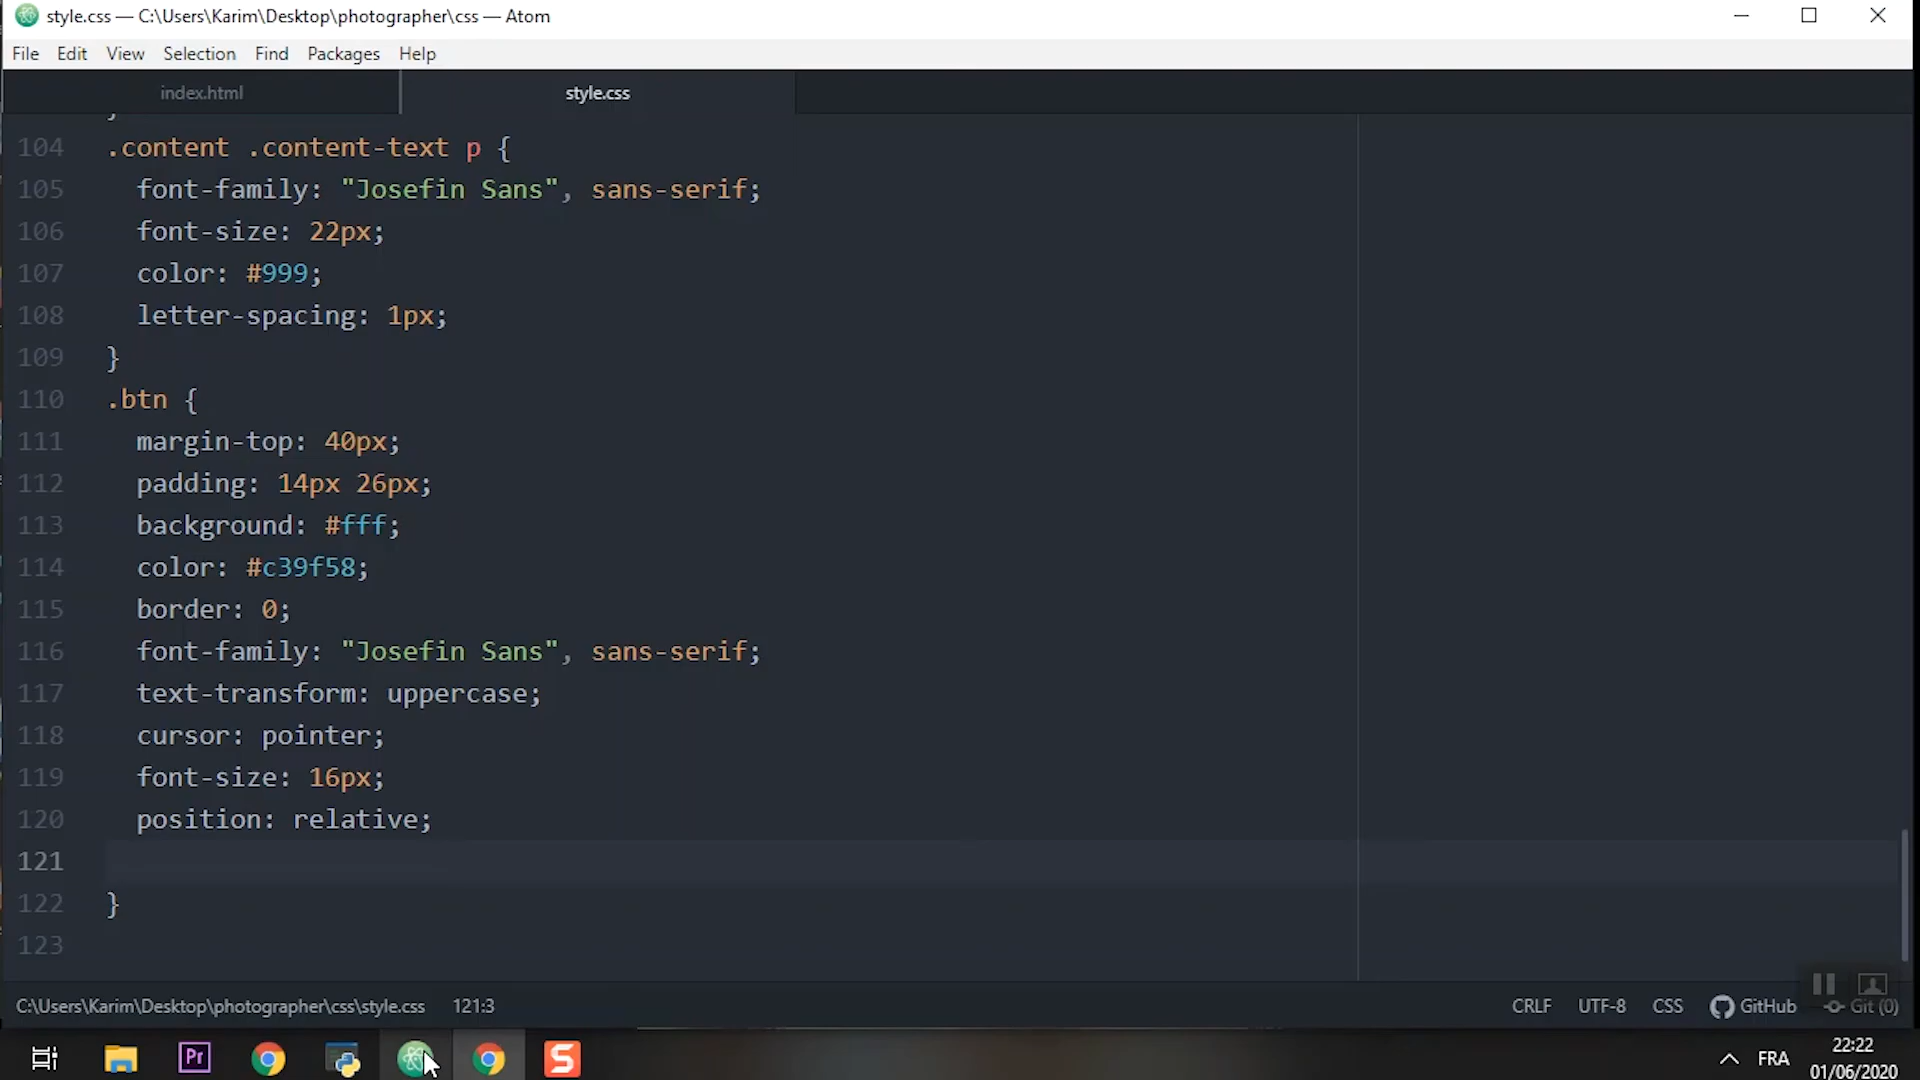 style.css — C:\Users\Karim\Desktop\photographer\css — Atom
File Edit View Selection Find Packages Help
index.html style.css
}
104 .content .content-text p {
105 font-family: "Josefin Sans", sans-serif;
106 font-size: 22px;
107 color: #999;
108 letter-spacing: 1px;
109 }
110 .btn {
111 margin-top: 40px;
112 padding: 14px 26px;
113 background: #fff;
114 color: #c39f58;
115 border: 0;
116 font-family: "Josefin Sans", sans-serif;
117 text-transform: uppercase;
118 cursor: pointer;
119 font-size: 16px;
120 position: relative;
121
122 }
123
C:\Users\Karim\Desktop\photographer\css\style.css 121:3 CRLF UTF-8 CSS GitHub Git (0)
Pr S FRA 22:22
01/06/2020